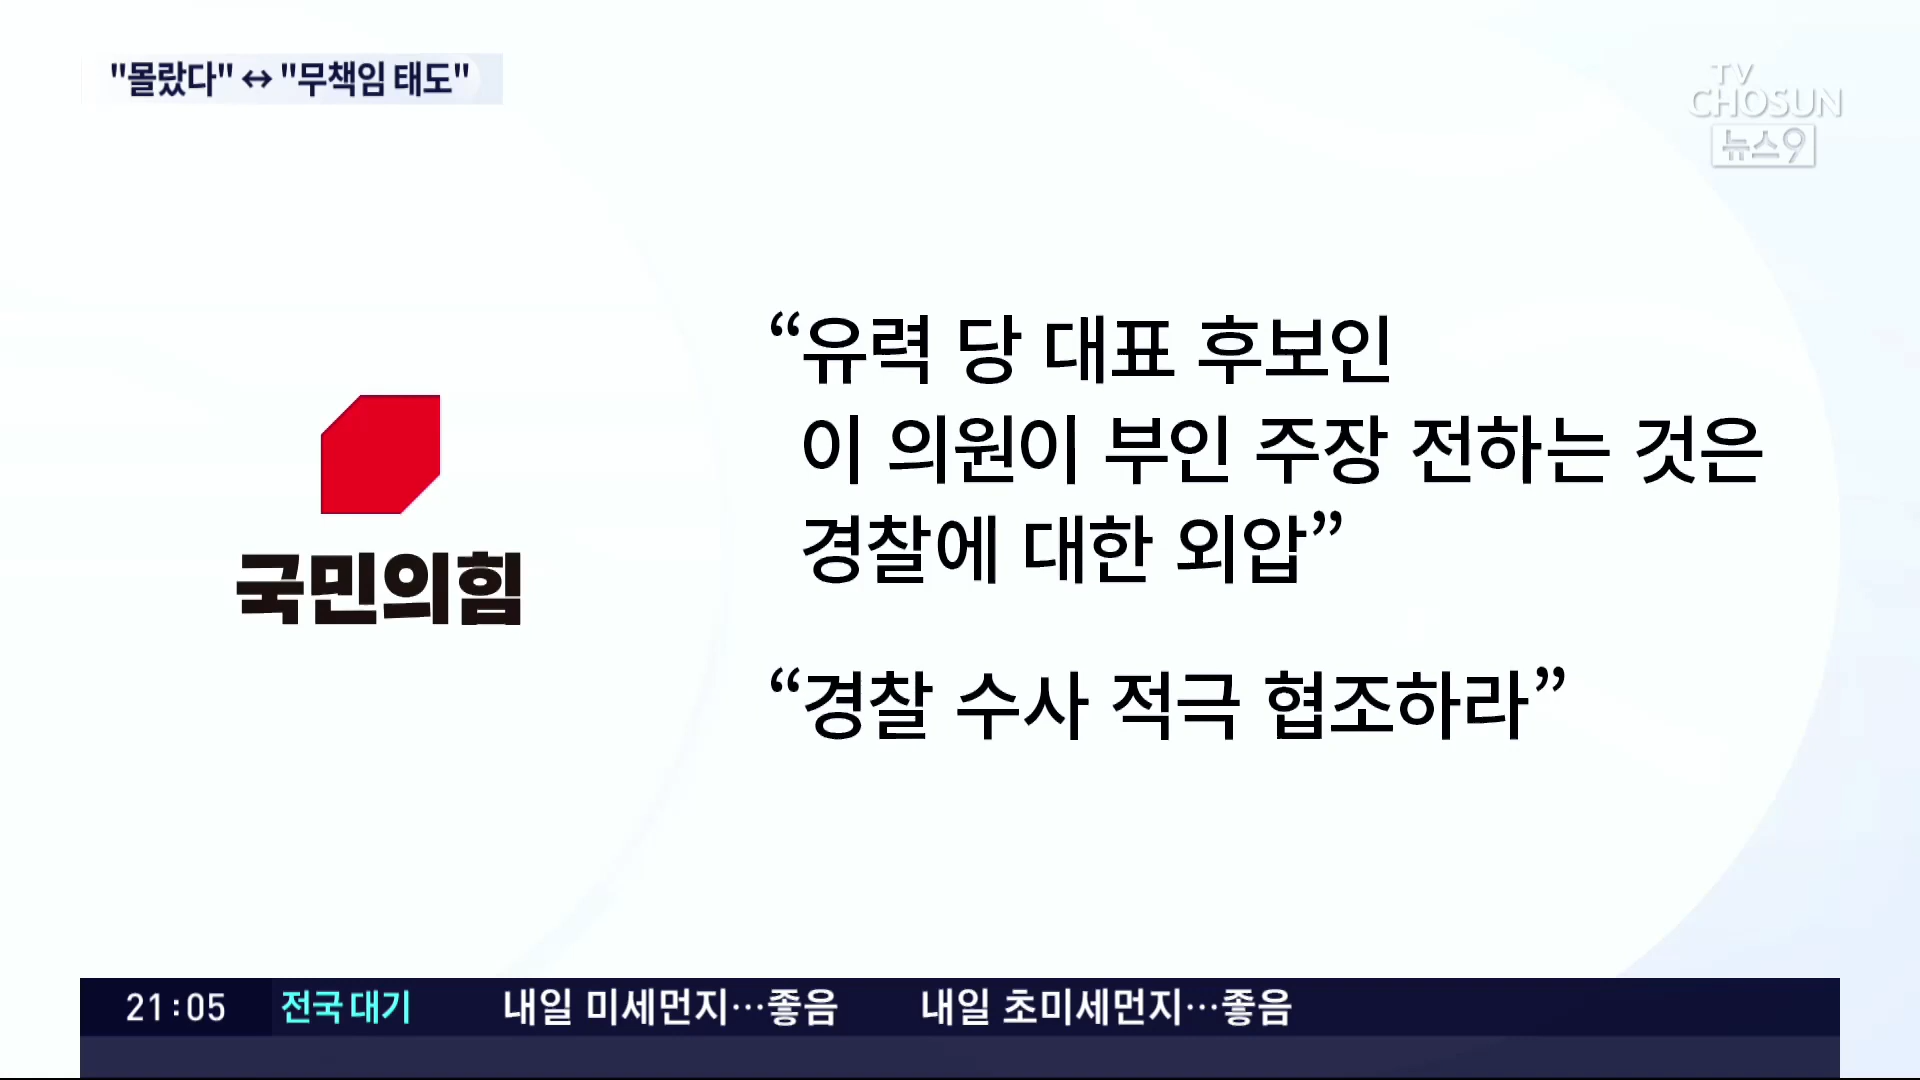 "몰랐다" ↔ "무책임 태도"
TV
CHOSUN
뉴스9
“유력 당 대표 후보인
이 의원이 부인 주장 전하는 것은
경찰에 대한 외압”
“경찰 수사 적극 협조하라”
국민의힘
21:05 전국 대기 내일 미세먼지…좋음 내일 초미세먼지…좋음